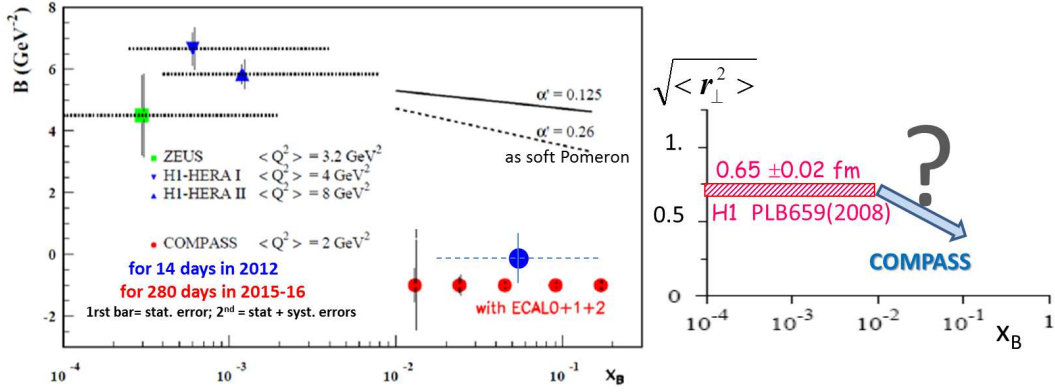 B (GeV⁻²)
8
6
4
2
0
-2
α' = 0.125
α' = 0.26
as soft Pomeron
ZEUS < Q² > = 3.2 GeV²
H1-HERA I < Q² > = 4 GeV²
H1-HERA II < Q² > = 8 GeV²
COMPASS < Q² > = 2 GeV²
for 14 days in 2012
for 280 days in 2015-16
1rst bar= stat. error; 2ⁿᵈ = stat + syst. errors
with ECAL0+1+2
10⁻⁴ 10⁻³ 10⁻² 10⁻¹ x_B
√< r⊥² >
1.
0.5
0
?
0.65 ±0.02 fm
H1 PLB659(2008)
COMPASS
10⁻⁴ 10⁻³ 10⁻² 10⁻¹ 1
x_B